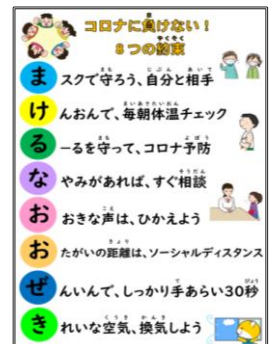 コロナに負けない!
8つの約束
まスクで守ろう、自分と相手
けんおんで、毎朝体温チェック
るーるを守って、コロナ予防
なやみがあれば、すぐ相談
おおきな声は、ひかえよう
おたがいの距離は、ソーシャルディスタンス
ぜんいんで、しっかり手あらい30秒
きれいな空気、換気しよう